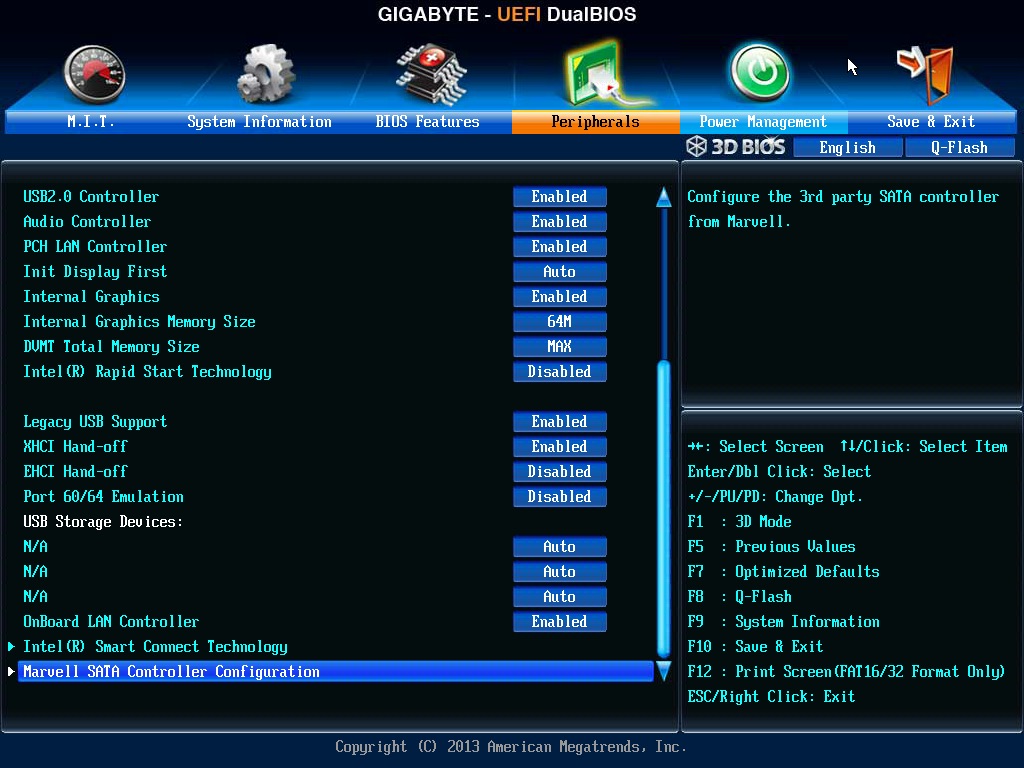 GIGABYTE - UEFI DualBIOS
M.I.T. System Information BIOS Features Peripherals Power Management Save & Exit
3D BIOS English Q-Flash
USB2.0 Controller Enabled
Audio Controller Enabled
PCH LAN Controller Enabled
Init Display First Auto
Internal Graphics Enabled
Internal Graphics Memory Size 64M
DVMT Total Memory Size MAX
Intel(R) Rapid Start Technology Disabled
Legacy USB Support Enabled
XHCI Hand-off Enabled
EHCI Hand-off Disabled
Port 60/64 Emulation Disabled
USB Storage Devices:
N/A Auto
N/A Auto
N/A Auto
OnBoard LAN Controller Enabled
Intel(R) Smart Connect Technology
Marvell SATA Controller Configuration
Configure the 3rd party SATA controller
from Marvell.
→←: Select Screen ↑↓/Click: Select Item
Enter/Dbl Click: Select
+/-/PU/PD: Change Opt.
F1 : 3D Mode
F5 : Previous Values
F7 : Optimized Defaults
F8 : Q-Flash
F9 : System Information
F10 : Save & Exit
F12 : Print Screen(FAT16/32 Format Only)
ESC/Right Click: Exit
Copyright (C) 2013 American Megatrends, Inc.